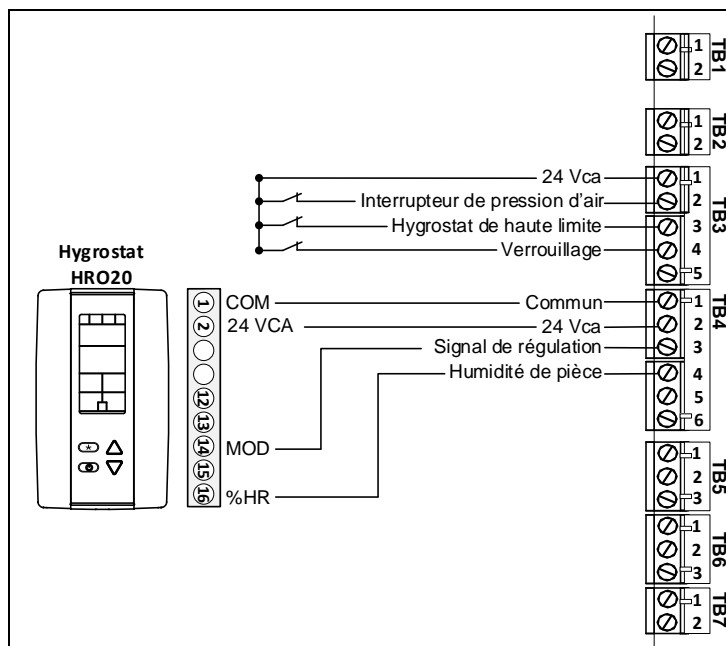 1
2
TB1
1
2
TB2
24 Vca
1
Interrupteur de pression d'air
2
Hygrostat de haute limite
3
Verrouillage
4
5
TB3
Hygrostat
HRO20
1
COM
Commun
1
2
24 VCA
24 Vca
2
Signal de régulation
3
Humidité de pièce
4
12
5
13
6
TB4
14
MOD
15
16
%HR
1
2
3
TB5
1
2
3
TB6
1
2
TB7